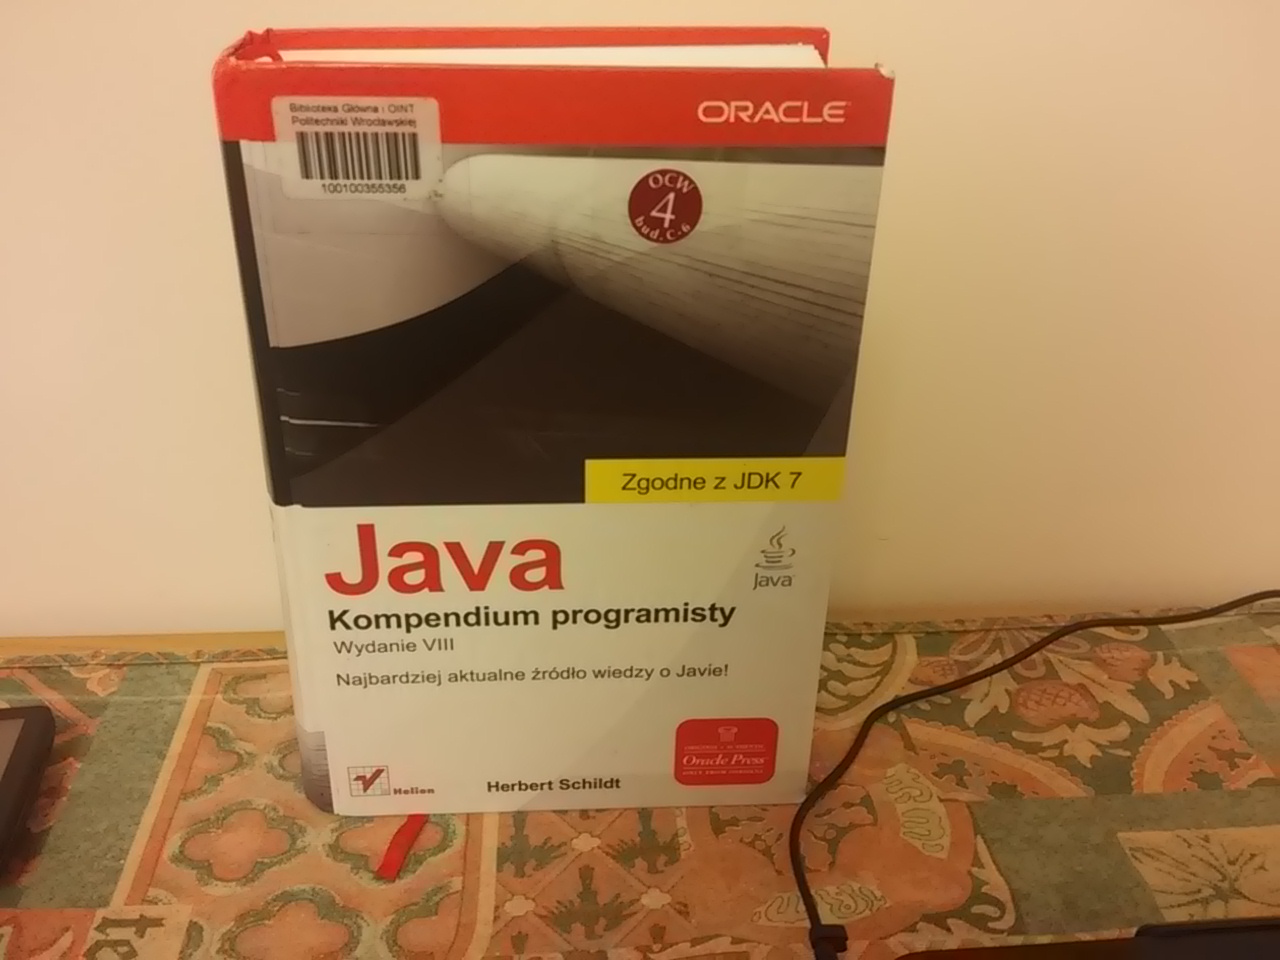 Biblioteka Główna i OINT
Politechniki Wrocławskiej
100100355356
ORACLE
OCW
4
bud. C-6
Zgodne z JDK 7
Java
Java
Kompendium programisty
Wydanie VIII
Najbardziej aktualne źródło wiedzy o Javie!
Oracle Press
Helion
Herbert Schildt
te